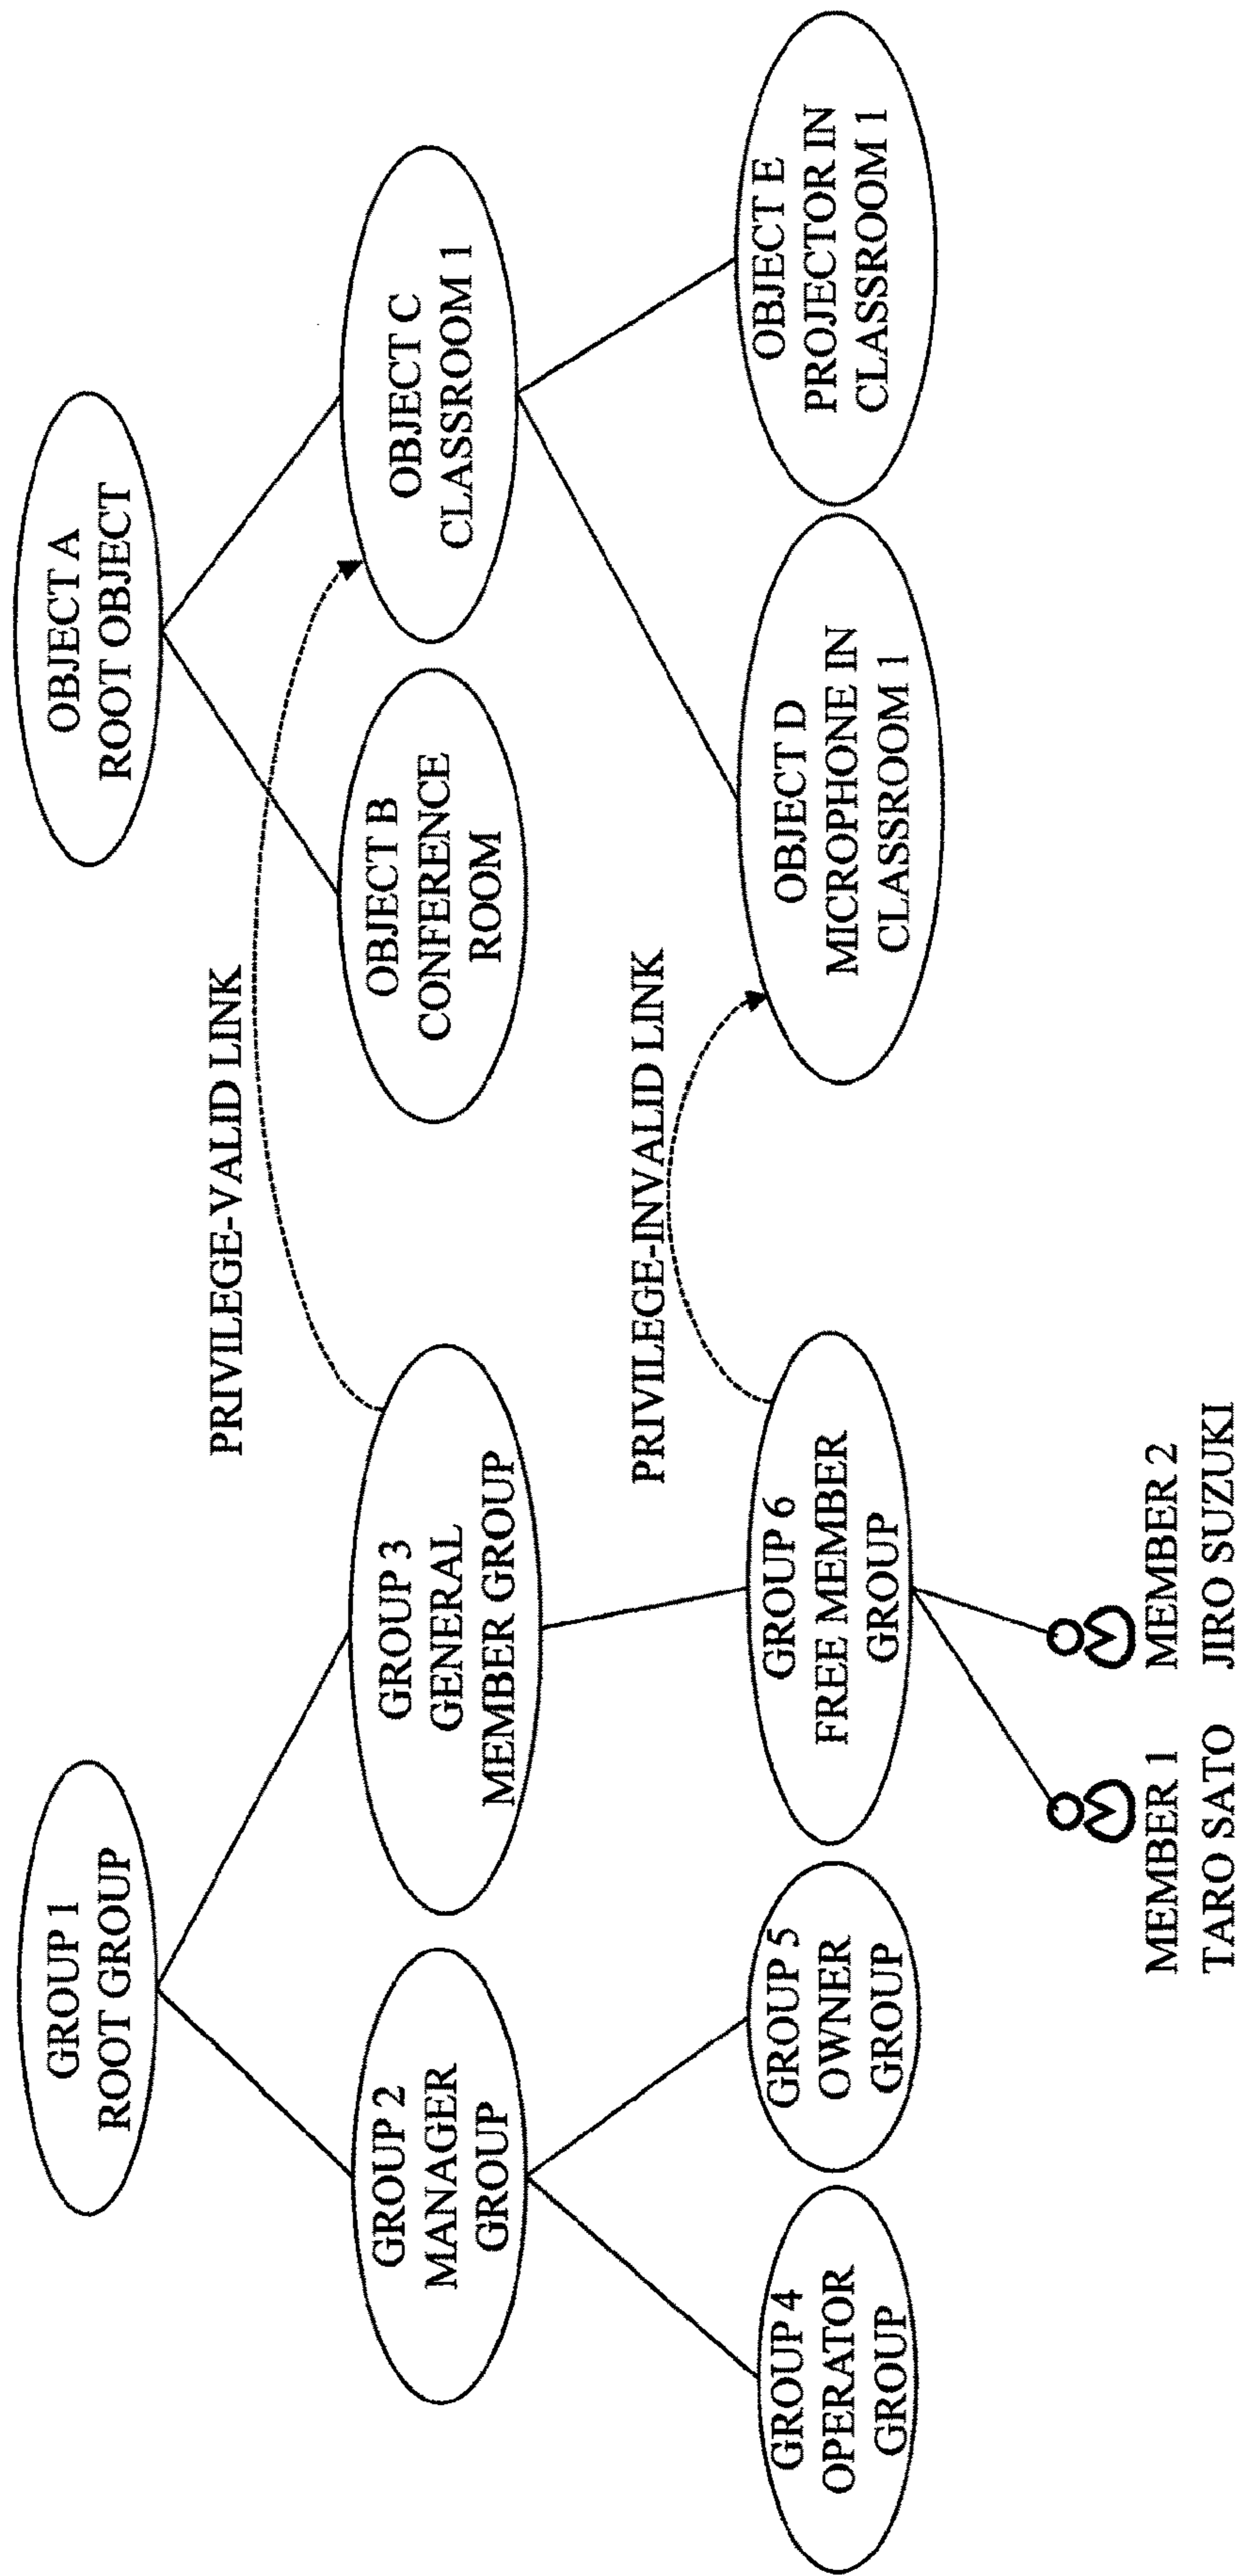 GROUP 1
ROOT GROUP
OBJECT A
ROOT OBJECT
PRIVILEGE-VALID LINK
GROUP 2
MANAGER
GROUP
GROUP 3
GENERAL
MEMBER GROUP
OBJECT B
CONFERENCE
ROOM
OBJECT C
CLASSROOM 1
PRIVILEGE-INVALID LINK
GROUP 4
OPERATOR
GROUP
GROUP 5
OWNER
GROUP
GROUP 6
FREE MEMBER
GROUP
OBJECT D
MICROPHONE IN
CLASSROOM 1
OBJECT E
PROJECTOR IN
CLASSROOM 1
MEMBER 1
TARO SATO
MEMBER 2
JIRO SUZUKI